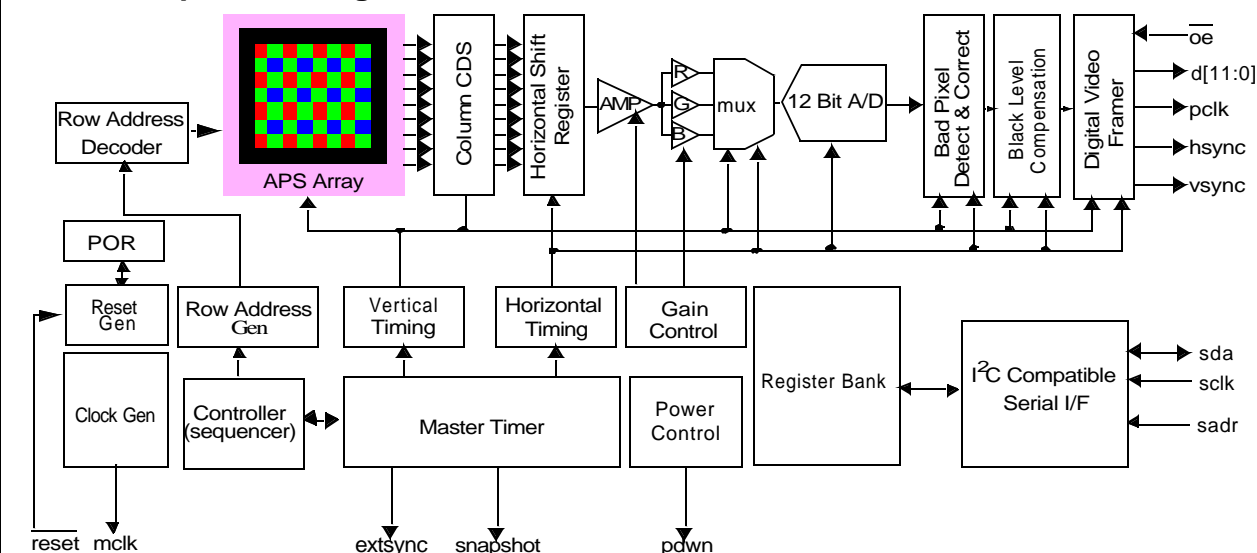 Row Address
Decoder
APS Array
Column CDS
Horizontal Shift
Register
AMP
R
G
B
mux
12 Bit A/D
Bad Pixel
Detect & Correct
Black Level
Compensation
Digital Video
Framer
oe
d[11:0]
pclk
hsync
vsync
POR
Reset
Gen
Row Address
Gen
Vertical
Timing
Horizontal
Timing
Gain
Control
Register Bank
I²C Compatible
Serial I/F
sda
sclk
sadr
Clock Gen
Controller
(sequencer)
Master Timer
Power
Control
reset
mclk
extsync
snapshot
pdwn